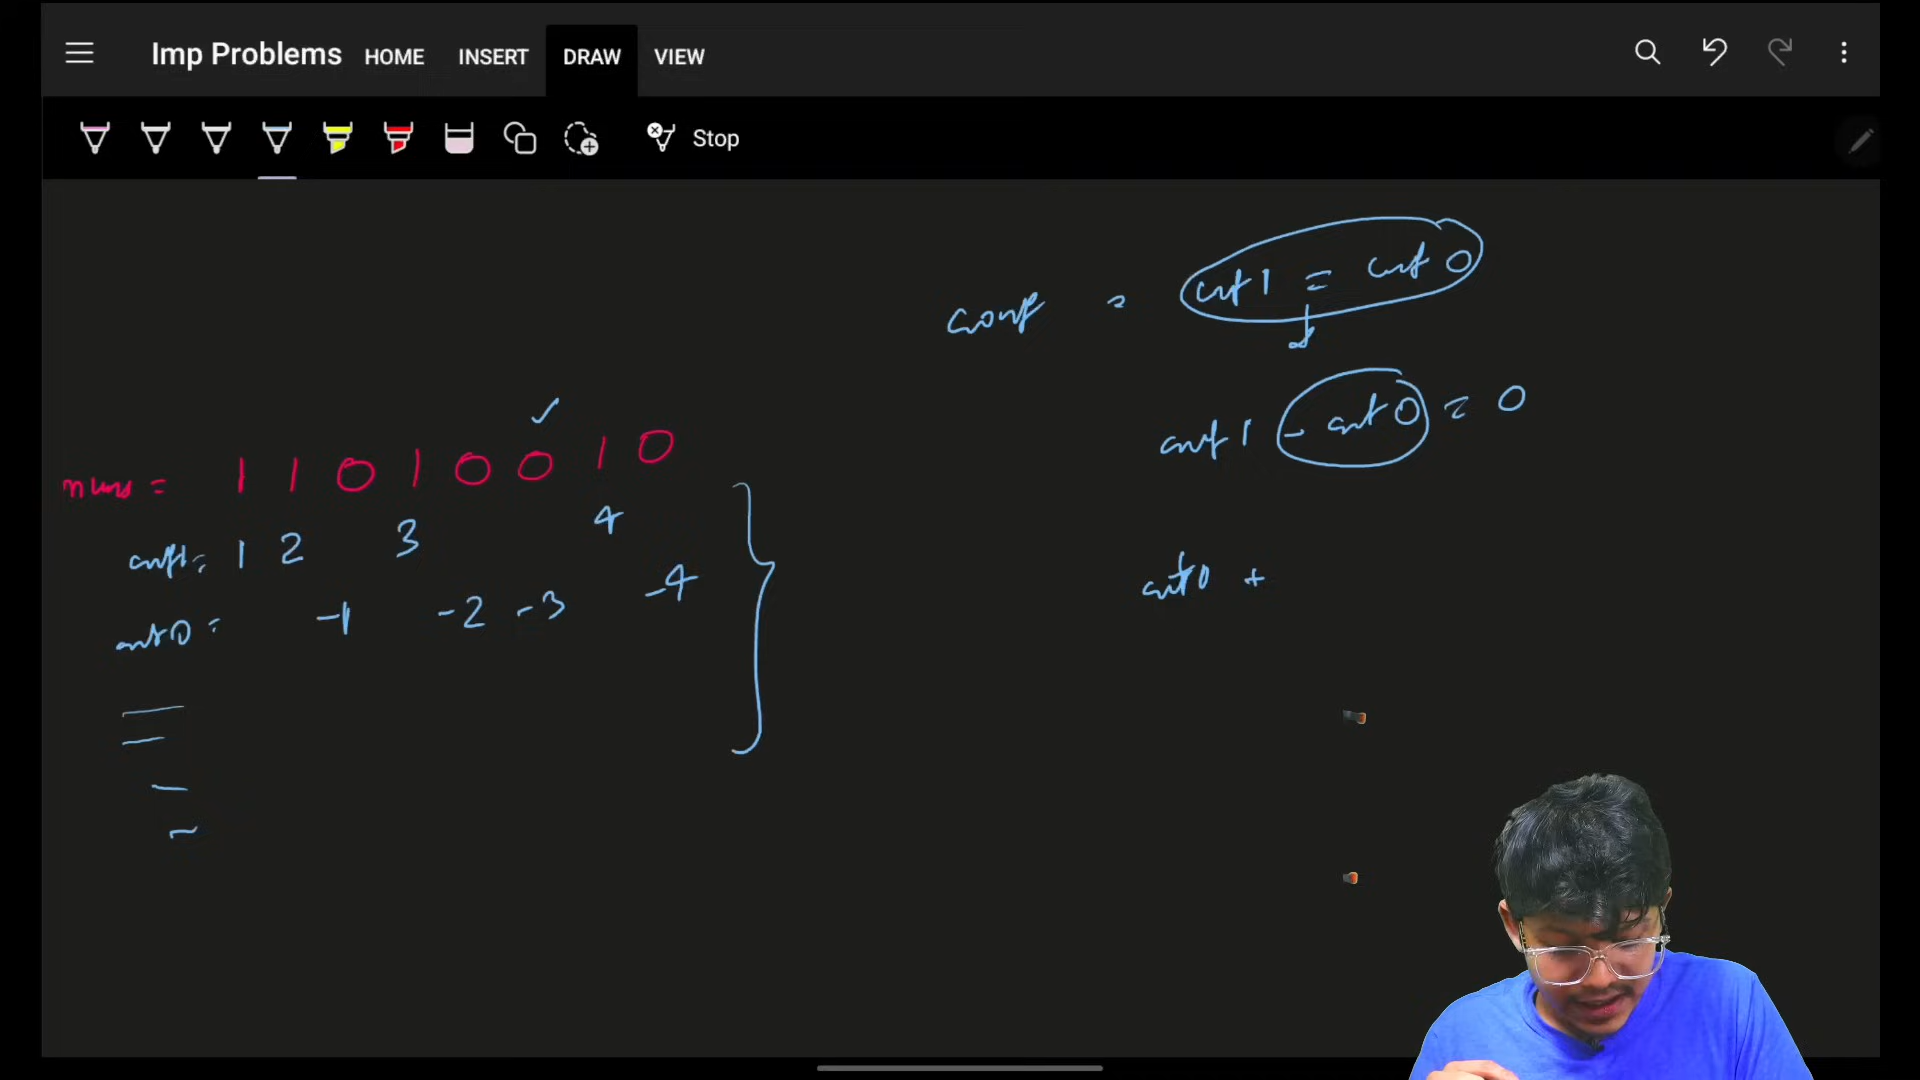 Imp Problems HOME INSERT DRAW VIEW
Stop
cont = cnt1 = cnt0
cnt1 - cnt0 = 0
nums = 1 1 0 1 0 0 1 0
cnt1 = 1 2 3 4
cnt0 = -1 -2 -3 -4
cnt0 +